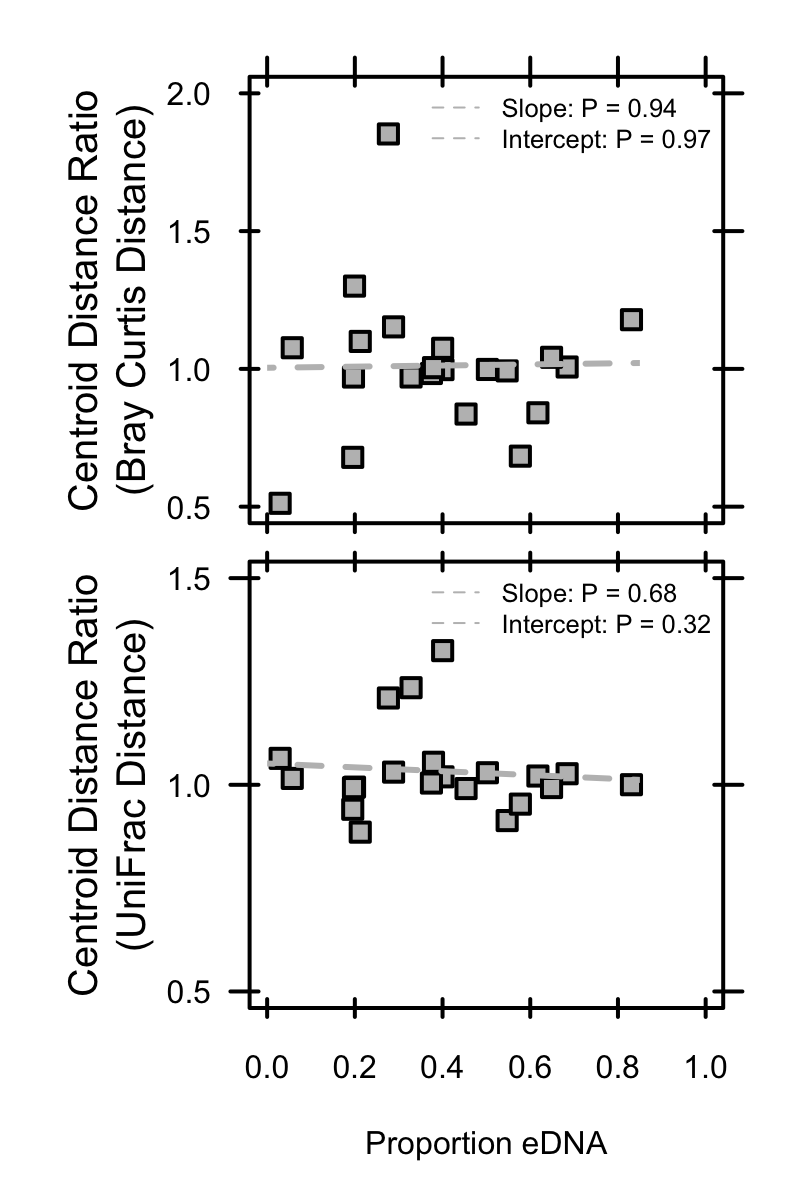 Centroid Distance Ratio
(Bray Curtis Distance)
2.0
1.5
1.0
0.5
Slope: P = 0.94
Intercept: P = 0.97
Centroid Distance Ratio
(UniFrac Distance)
1.5
1.0
0.5
Slope: P = 0.68
Intercept: P = 0.32
0.0 0.2 0.4 0.6 0.8 1.0
Proportion eDNA